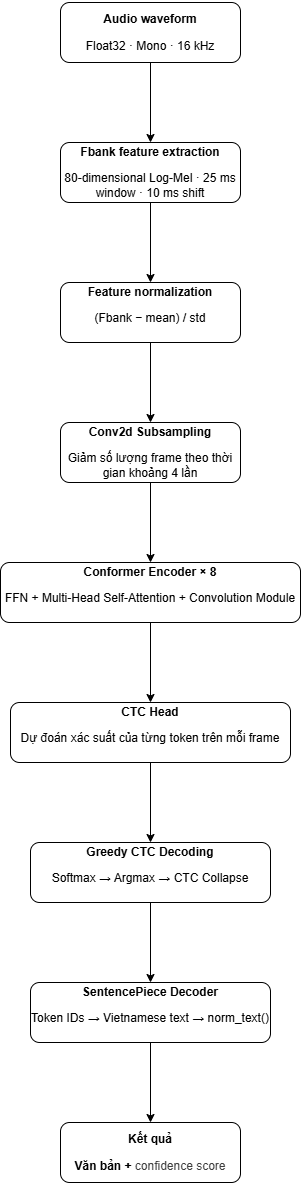 Audio waveform
Float32 · Mono · 16 kHz
Fbank feature extraction
80-dimensional Log-Mel · 25 ms
window · 10 ms shift
Feature normalization
(Fbank − mean) / std
Conv2d Subsampling
Giảm số lượng frame theo thời
gian khoảng 4 lần
Conformer Encoder × 8
FFN + Multi-Head Self-Attention + Convolution Module
CTC Head
Dự đoán xác suất của từng token trên mỗi frame
Greedy CTC Decoding
Softmax → Argmax → CTC Collapse
SentencePiece Decoder
Token IDs → Vietnamese text → norm_text()
Kết quả
Văn bản + confidence score